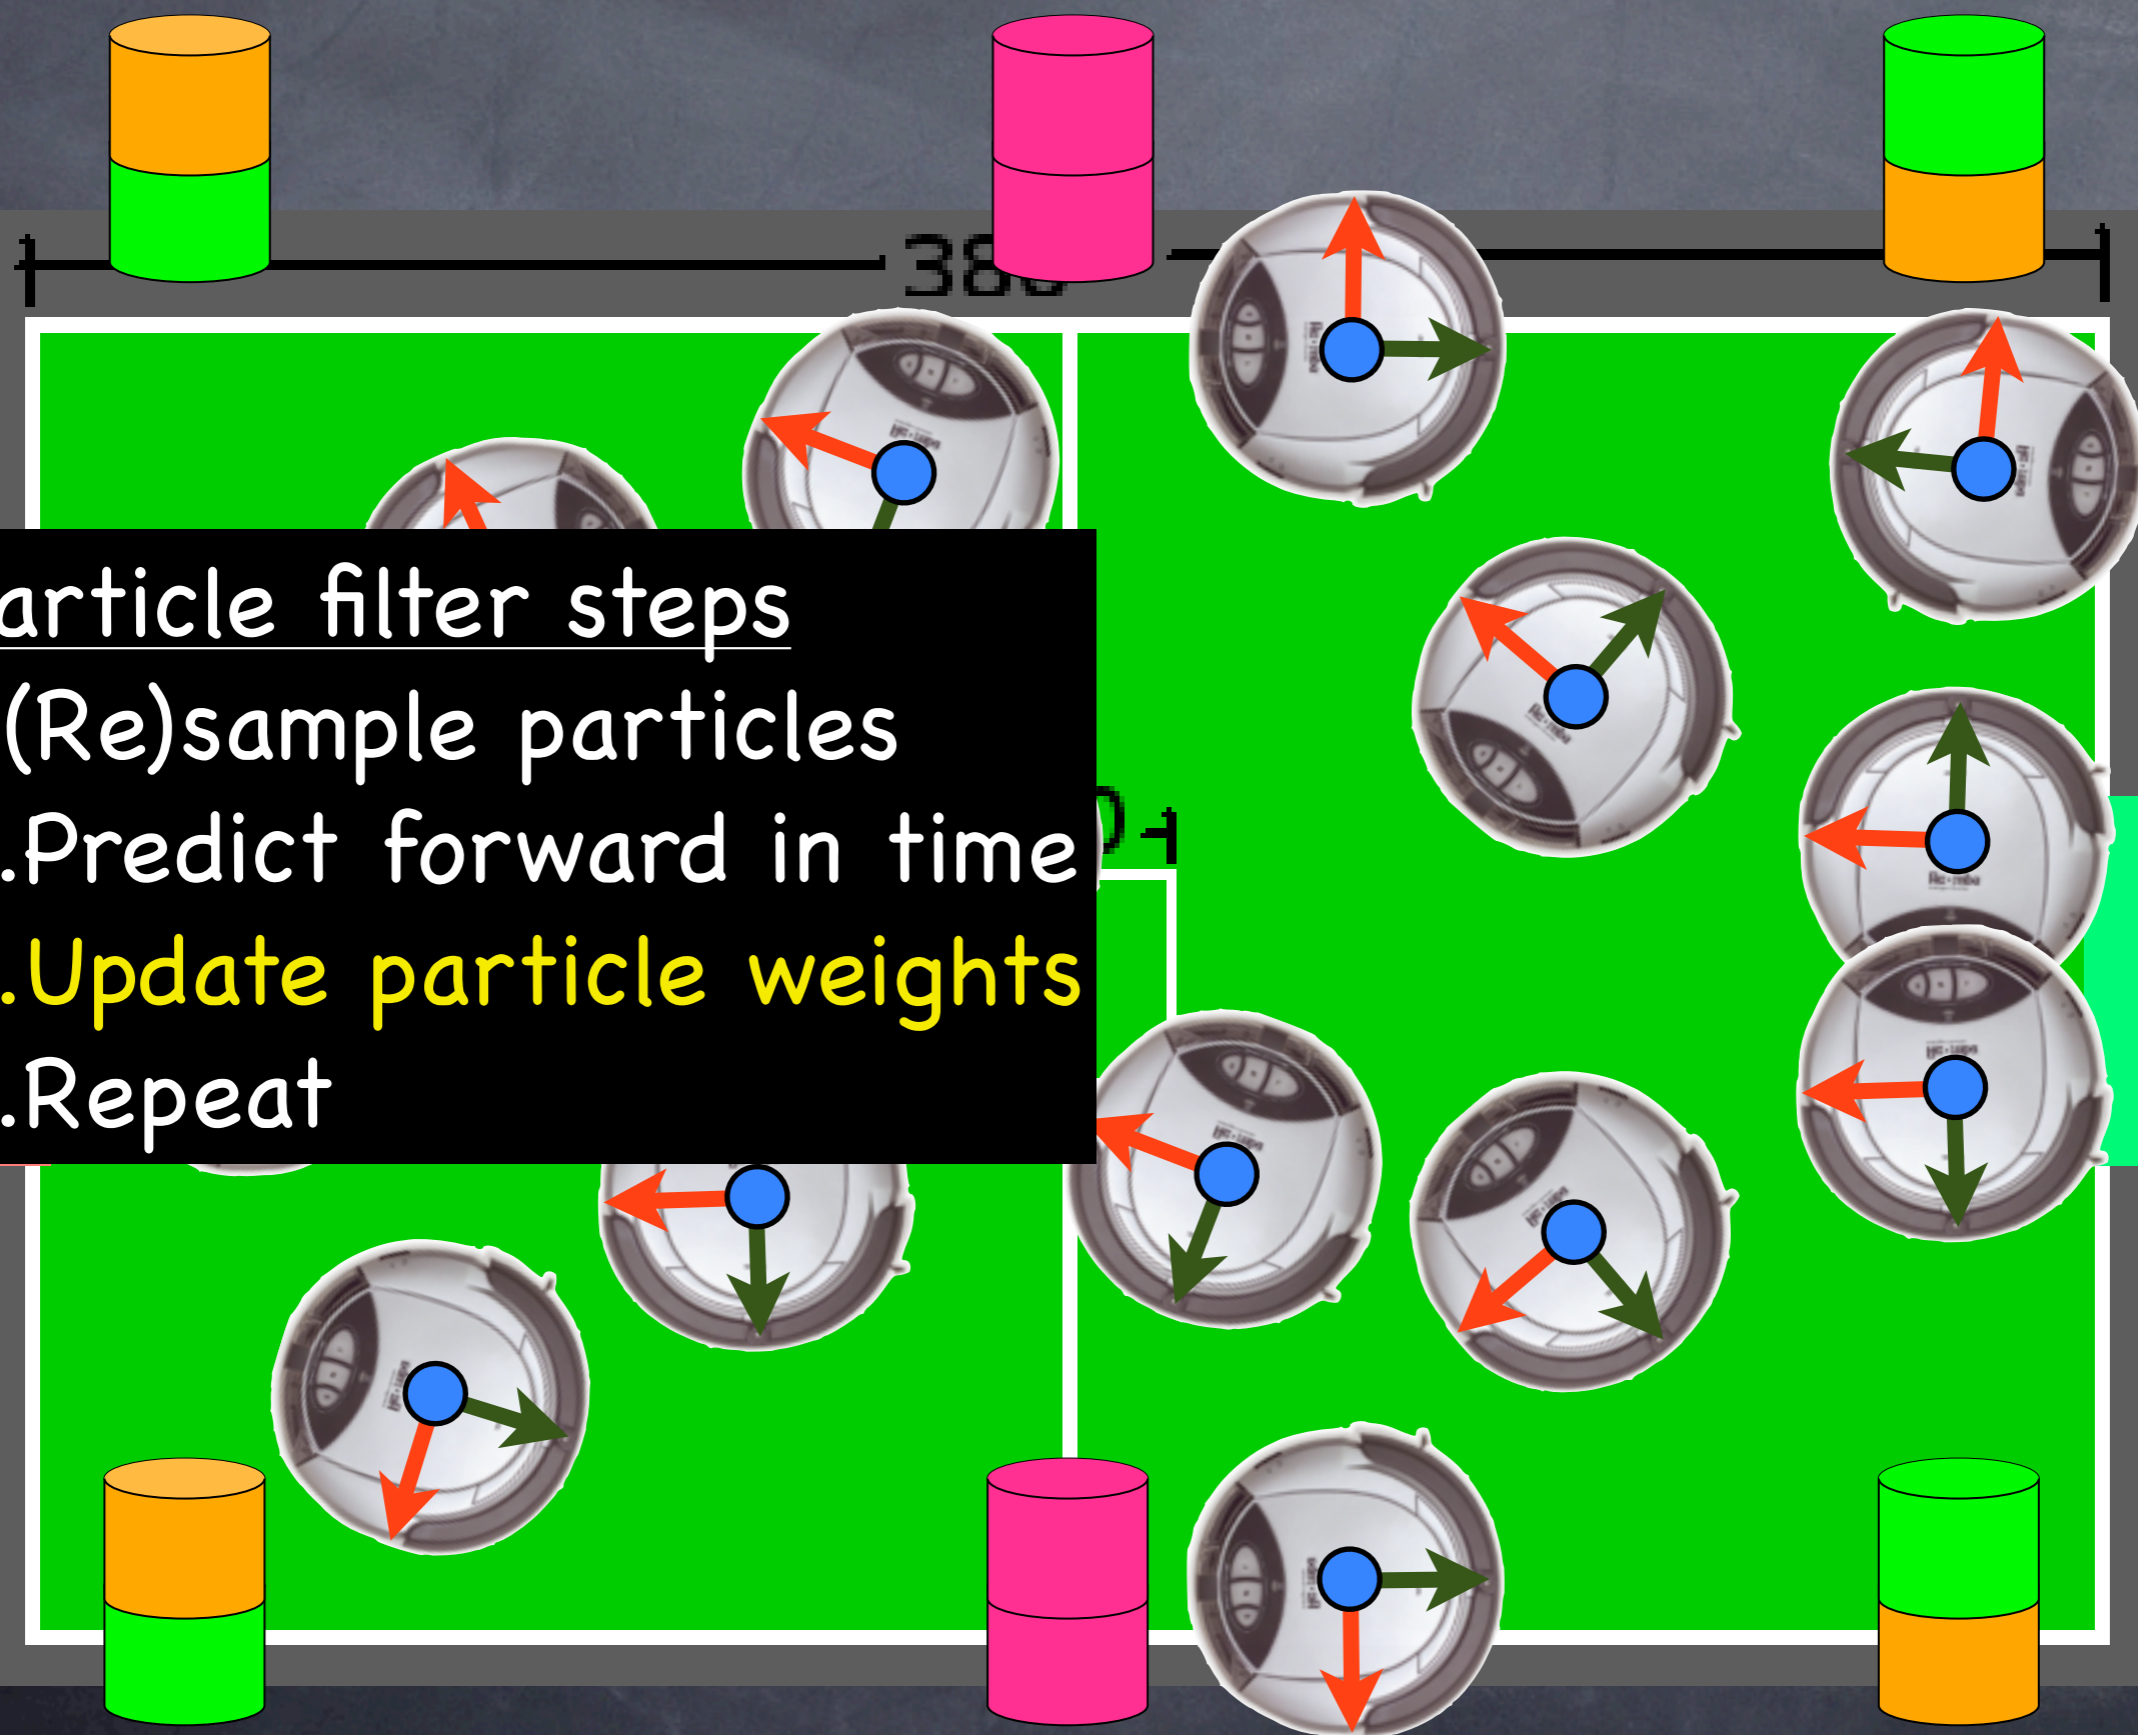 article filter steps
(Re)sample particles
.Predict forward in time
.Update particle weights
.Repeat